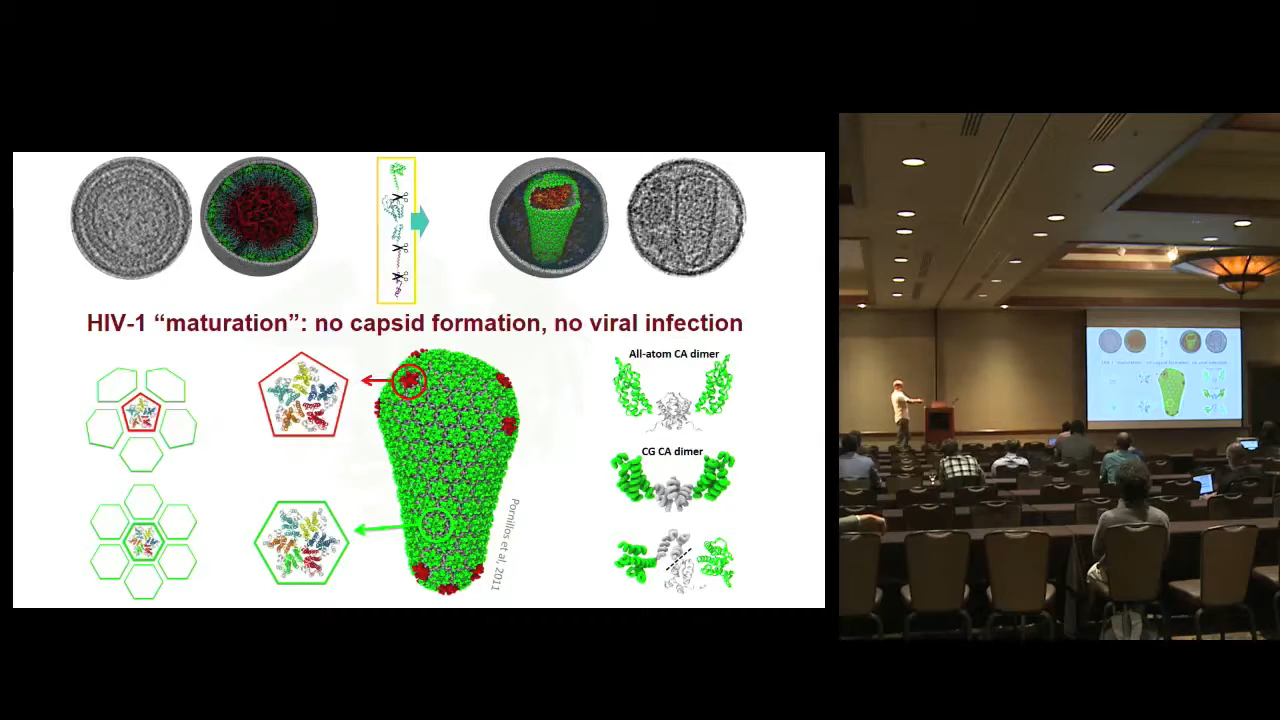 HIV-1 “maturation”: no capsid formation, no viral infection
All-atom CA dimer
CG CA dimer
Pornillos et al, 2011